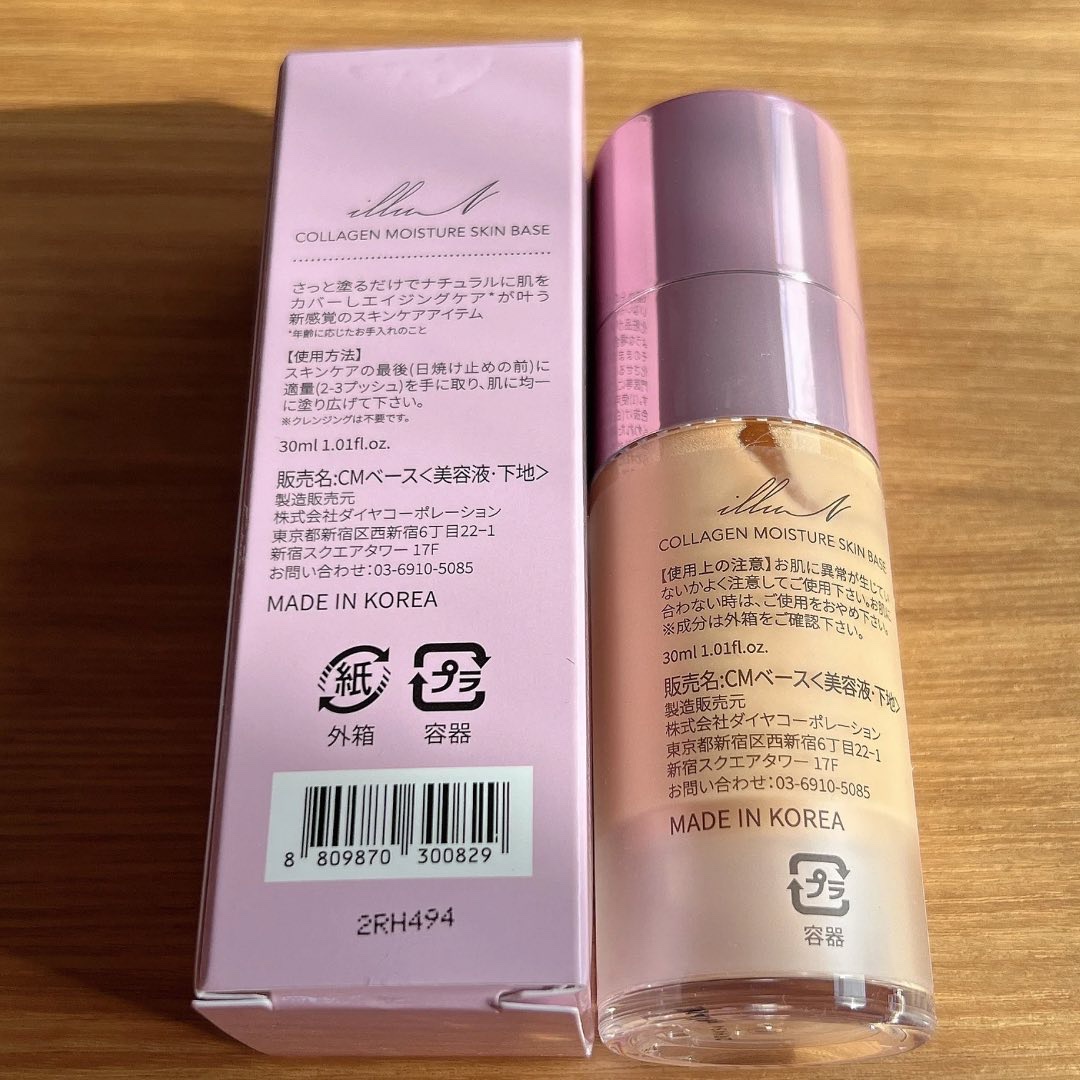 illuN
COLLAGEN MOISTURE SKIN BASE
さっと塗るだけでナチュラルに肌を
カバーしエイジングケア*が叶う
新感覚のスキンケアアイテム
*年齢に応じたお手入れのこと
【使用方法】
スキンケアの最後(日焼け止めの前)に
適量(2-3プッシュ)を手に取り、肌に均一
に塗り広げて下さい。
※クレンジングは不要です。
30ml 1.01fl.oz.
販売名:CMベース<美容液･下地>
製造販売元
株式会社ダイヤコーポレーション
東京都新宿区西新宿6丁目22−1
新宿スクエアタワー 17F
お問い合わせ:03-6910-5085
MADE IN KOREA
紙 プラ
外箱 容器
8 809870 300829
2RH494
illuN
COLLAGEN MOISTURE SKIN BASE
【使用上の注意】お肌に異常が生じてい
ないかよく注意してご使用下さい。お肌に
合わない時は、ご使用をおやめ下さい。
※成分は外箱をご確認下さい。
30ml 1.01fl.oz.
販売名:CMベース<美容液･下地>
製造販売元
株式会社ダイヤコーポレーション
東京都新宿区西新宿6丁目22−1
新宿スクエアタワー 17F
お問い合わせ:03-6910-5085
MADE IN KOREA
プラ
容器